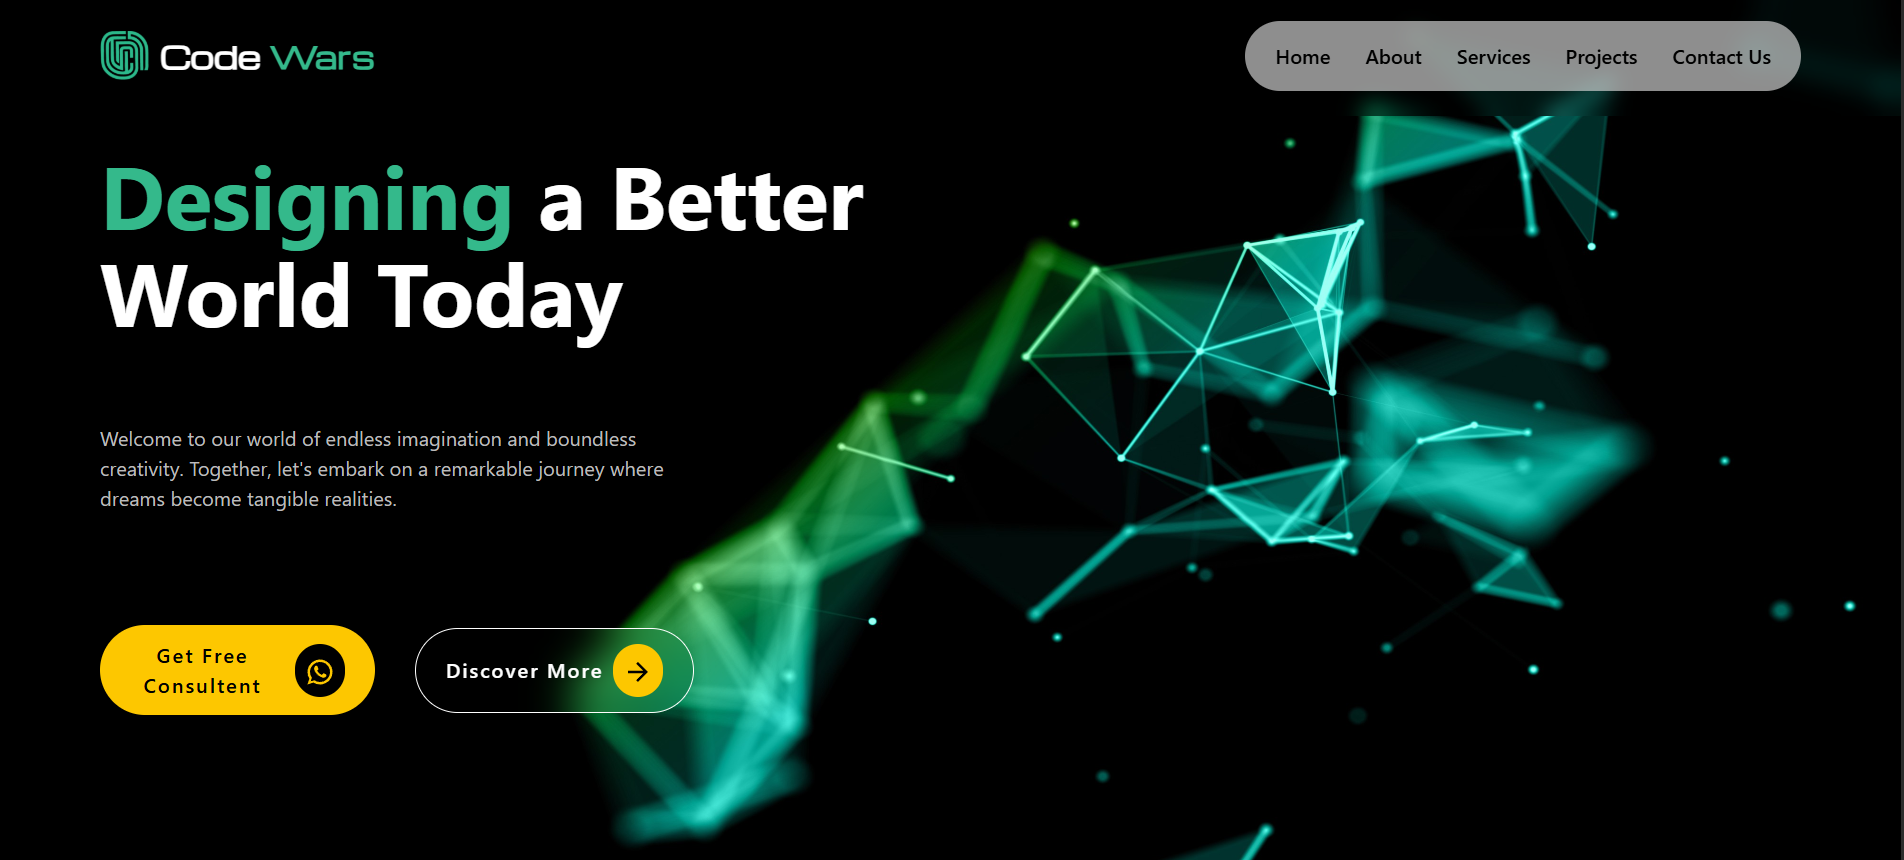 Code Wars
Home About Services Projects Contact Us
Designing a Better
World Today
Welcome to our world of endless imagination and boundless
creativity. Together, let's embark on a remarkable journey where
dreams become tangible realities.
Get Free
Consultent
Discover More